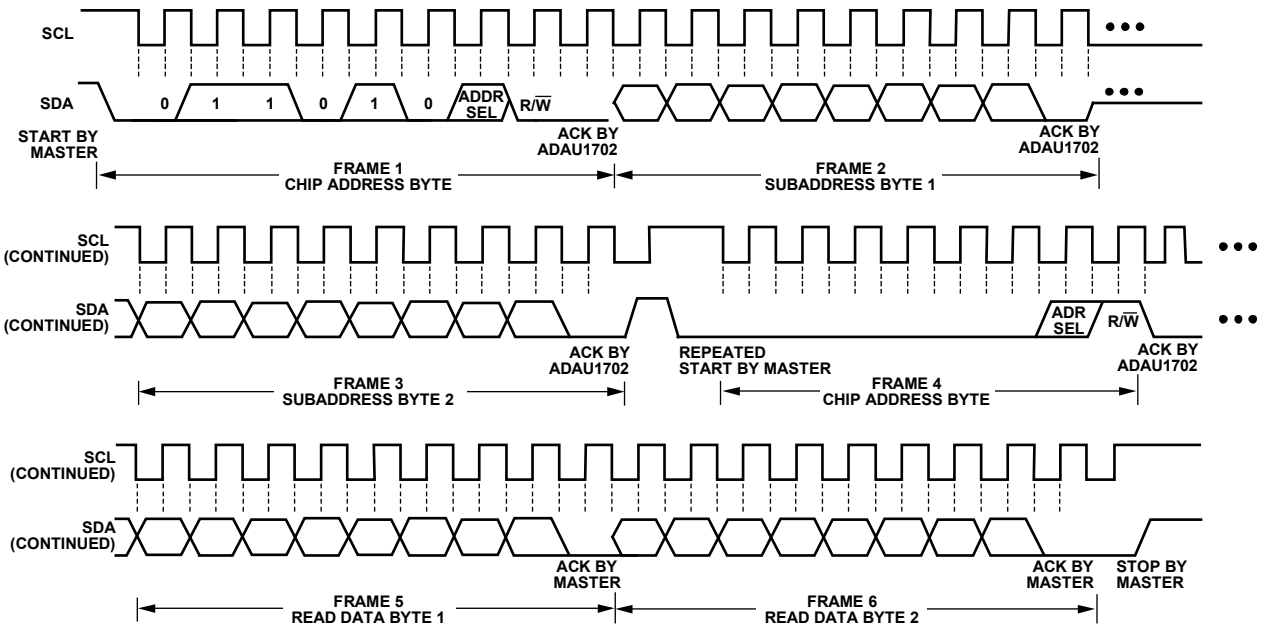 SCL
SDA
0 1 1 0 1 0 ADDR SEL R/W̅
START BY MASTER
ACK BY ADAU1702
ACK BY ADAU1702
FRAME 1
CHIP ADDRESS BYTE
FRAME 2
SUBADDRESS BYTE 1
SCL
(CONTINUED)
SDA
(CONTINUED)
ADR SEL R/W̅
ACK BY ADAU1702
REPEATED
START BY MASTER
ACK BY ADAU1702
FRAME 3
SUBADDRESS BYTE 2
FRAME 4
CHIP ADDRESS BYTE
SCL
(CONTINUED)
SDA
(CONTINUED)
ACK BY MASTER
ACK BY MASTER
STOP BY MASTER
FRAME 5
READ DATA BYTE 1
FRAME 6
READ DATA BYTE 2